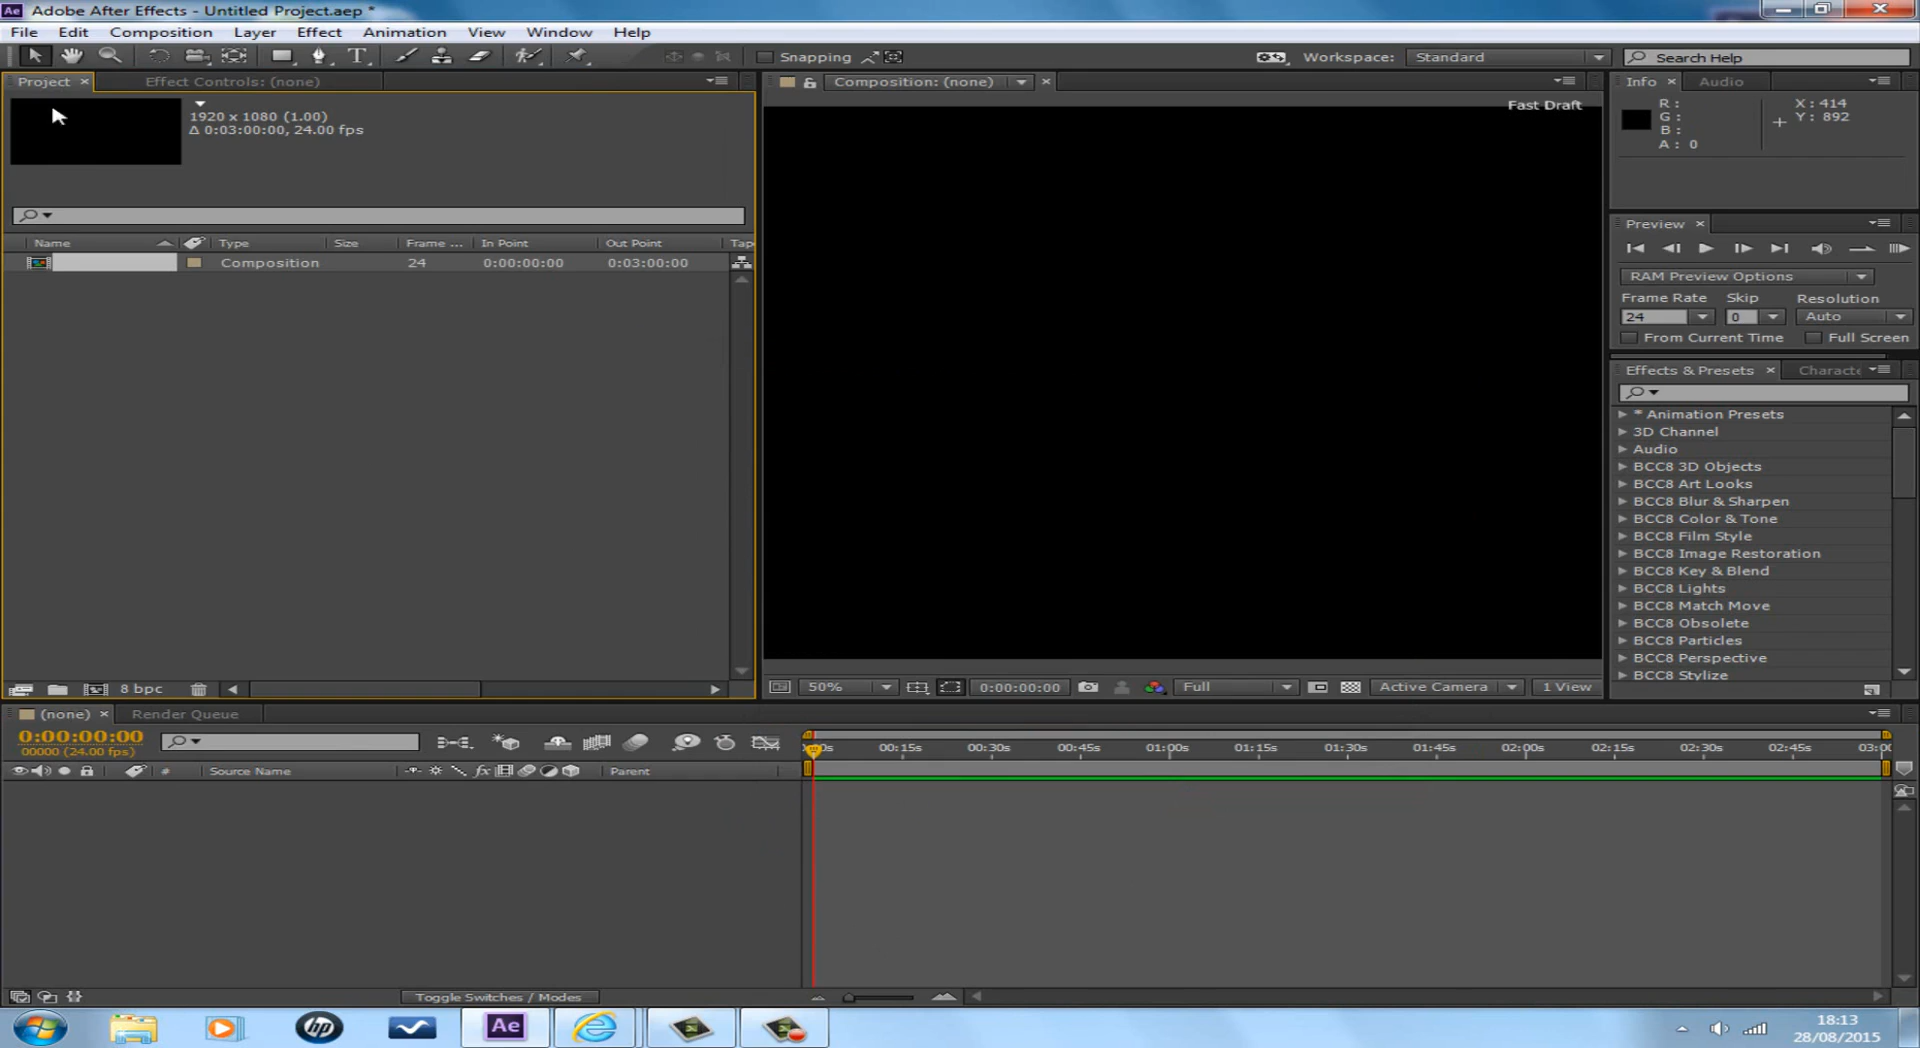 Ae Adobe After Effects - Untitled Project.aep *
File Edit Composition Layer Effect Animation View Window Help
Snapping Workspace: Standard Search Help
Project Effect Controls: (none)
1920 x 1080 (1.00)
Δ 0:03:00:00, 24.00 fps
Name Type Size Frame ... In Point Out Point Tap
Composition 24 0:00:00:00 0:03:00:00
8 bpc
Composition: (none)
Fast Draft
50% 0:00:00:00 Full Active Camera 1 View
Info Audio
R :
G :
B :
A : 0
X : 414
Y : 892
Preview
RAM Preview Options
Frame Rate Skip Resolution
24 0 Auto
From Current Time Full Screen
Effects & Presets Characte
* Animation Presets
3D Channel
Audio
BCC8 3D Objects
BCC8 Art Looks
BCC8 Blur & Sharpen
BCC8 Color & Tone
BCC8 Film Style
BCC8 Image Restoration
BCC8 Key & Blend
BCC8 Lights
BCC8 Match Move
BCC8 Obsolete
BCC8 Particles
BCC8 Perspective
BCC8 Stylize
(none) Render Queue
0:00:00:00
00000 (24.00 fps)
# Source Name fx Parent
00:15s 00:30s 00:45s 01:00s 01:15s 01:30s 01:45s 02:00s 02:15s 02:30s 02:45s 03:00
Toggle Switches / Modes
hp Ae
18:13
28/08/2015